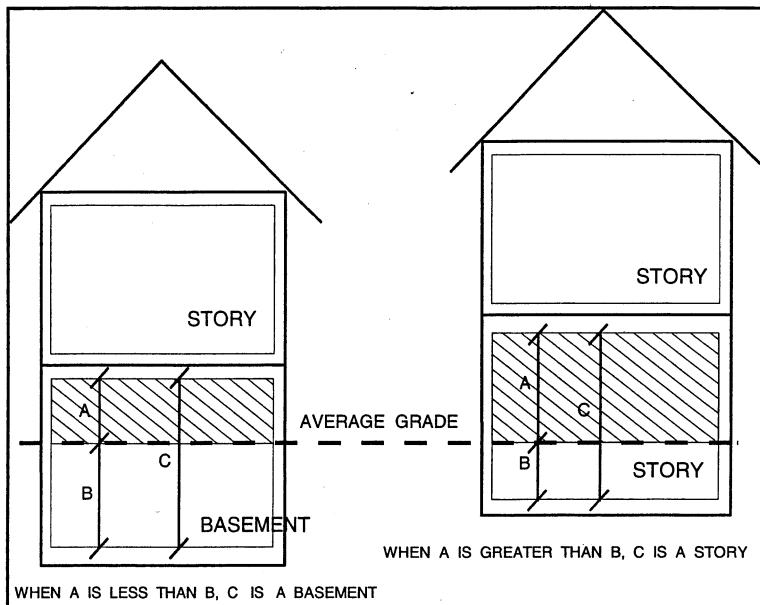 STORY
STORY
A
A
C
AVERAGE GRADE
C
B
STORY
B
BASEMENT
WHEN A IS GREATER THAN B, C IS A STORY
WHEN A IS LESS THAN B, C IS A BASEMENT